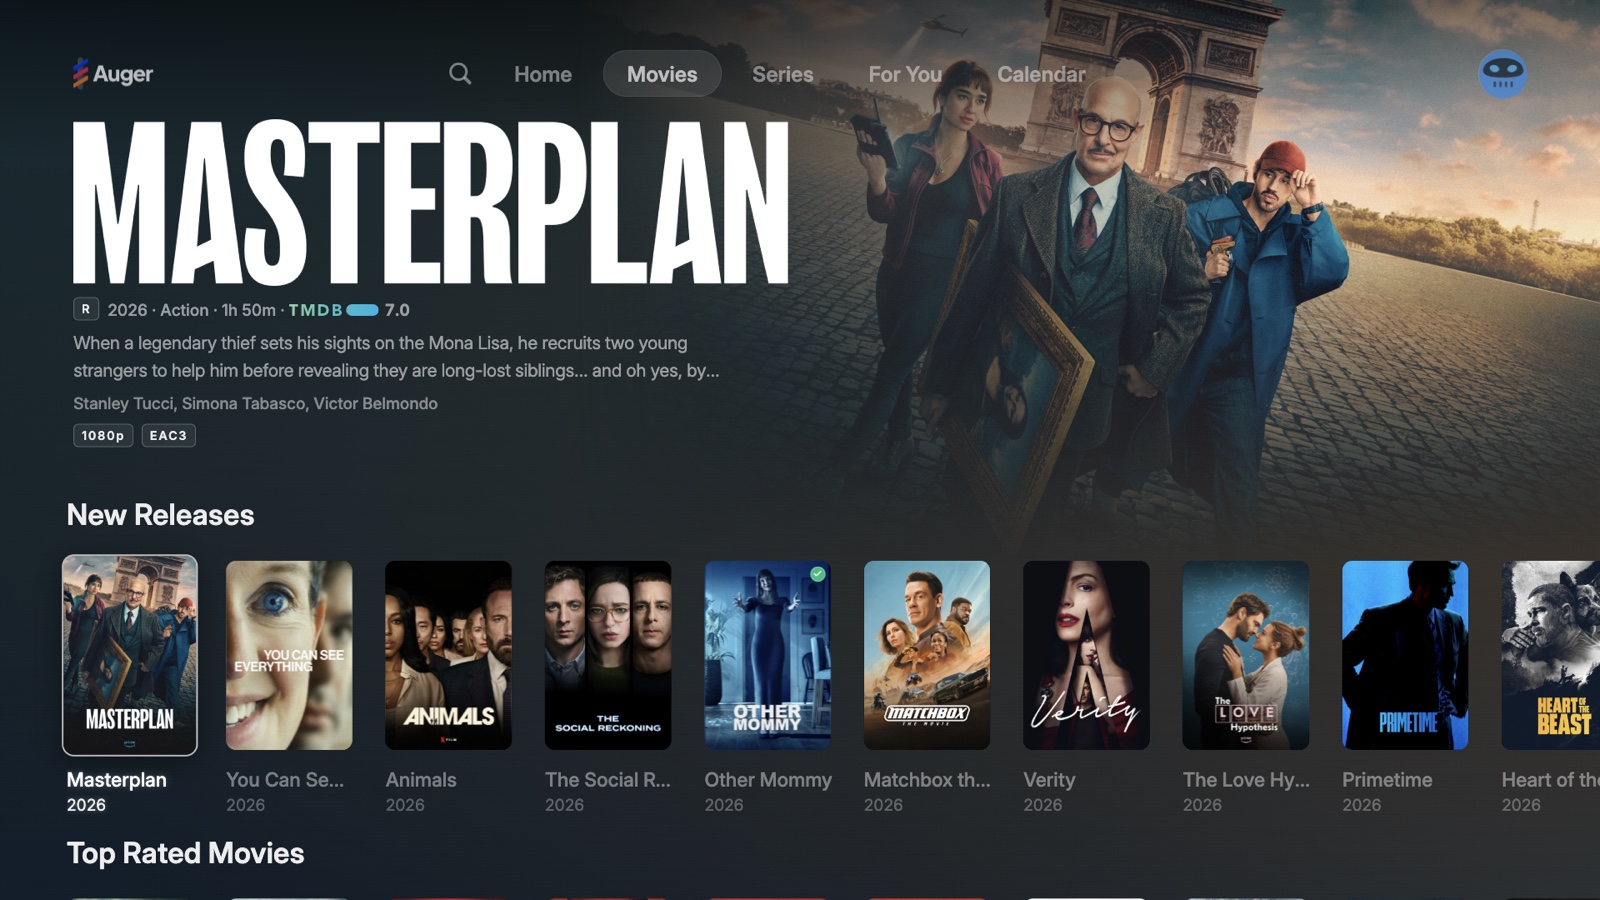 Auger
Home
Movies
Series
For You
Calendar
MASTERPLAN
R 2026 · Action · 1h 50m · TMDB 7.0
When a legendary thief sets his sights on the Mona Lisa, he recruits two young
strangers to help him before revealing they are long-lost siblings... and oh yes, by...
Stanley Tucci, Simona Tabasco, Victor Belmondo
1080p EAC3
New Releases
MASTERPLAN
prime
YOU CAN SEE
EVERYTHING
ANIMALS
FILM
THE
SOCIAL RECKONING
OTHER
MOMMY
MATCHBOX
THE MOVIE
Verity
The
LOVE
Hypothesis
prime
PRIMETIME
HEART OF THE
BEAST
Masterplan
2026
You Can Se...
2026
Animals
2026
The Social R...
2026
Other Mommy
2026
Matchbox th...
2026
Verity
2026
The Love Hy...
2026
Primetime
2026
Heart of the
2026
Top Rated Movies